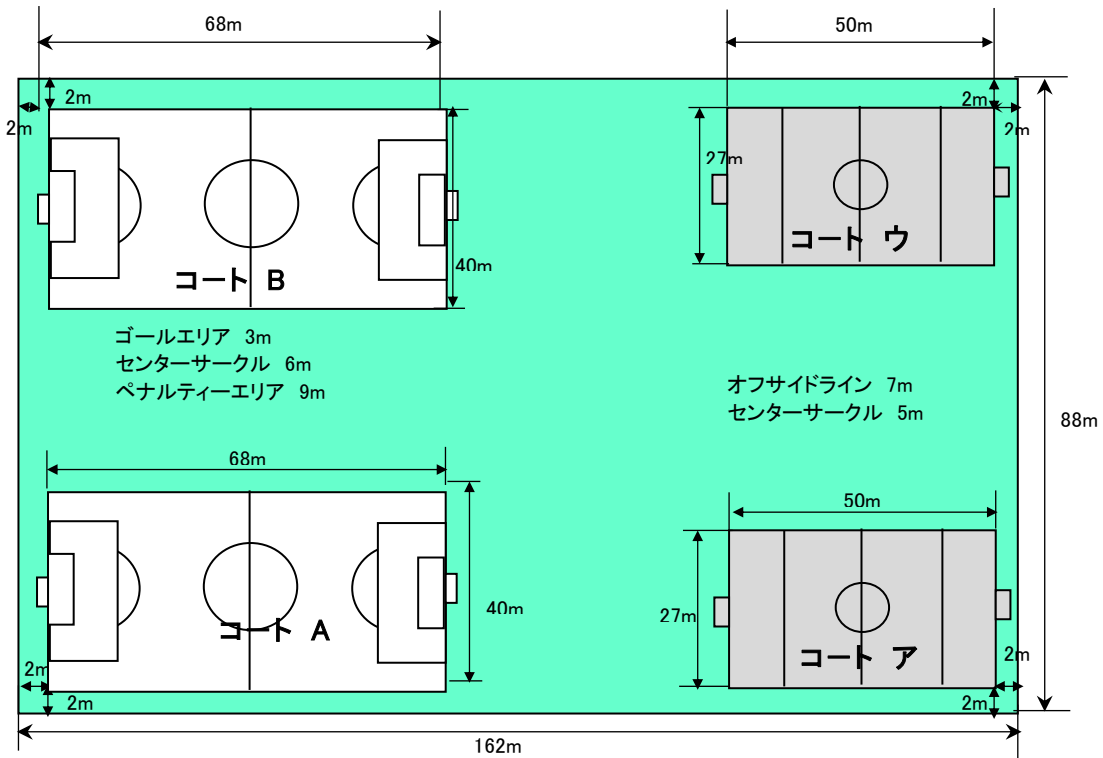 68m
50m
2m
2m
2m
2m
27m
コート ウ
コート B
40m
ゴールエリア 3m
センターサークル 6m
ペナルティーエリア 9m
オフサイドライン 7m
センターサークル 5m
88m
68m
50m
40m
27m
コート A
コート ア
2m
2m
2m
2m
162m